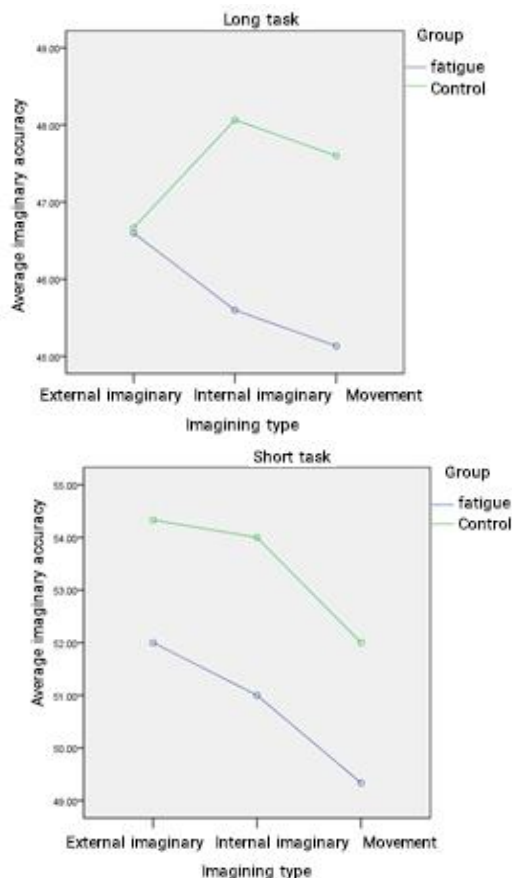 Long task
Group
fatigue
Control
49.00
48.00
47.00
46.00
45.00
Average imaginary accuracy
External imaginary Internal imaginary Movement
Imagining type
Short task
Group
fatigue
Control
55.00
54.00
53.00
52.00
51.00
50.00
49.00
Average imaginary accuracy
External imaginary Internal imaginary Movement
Imagining type